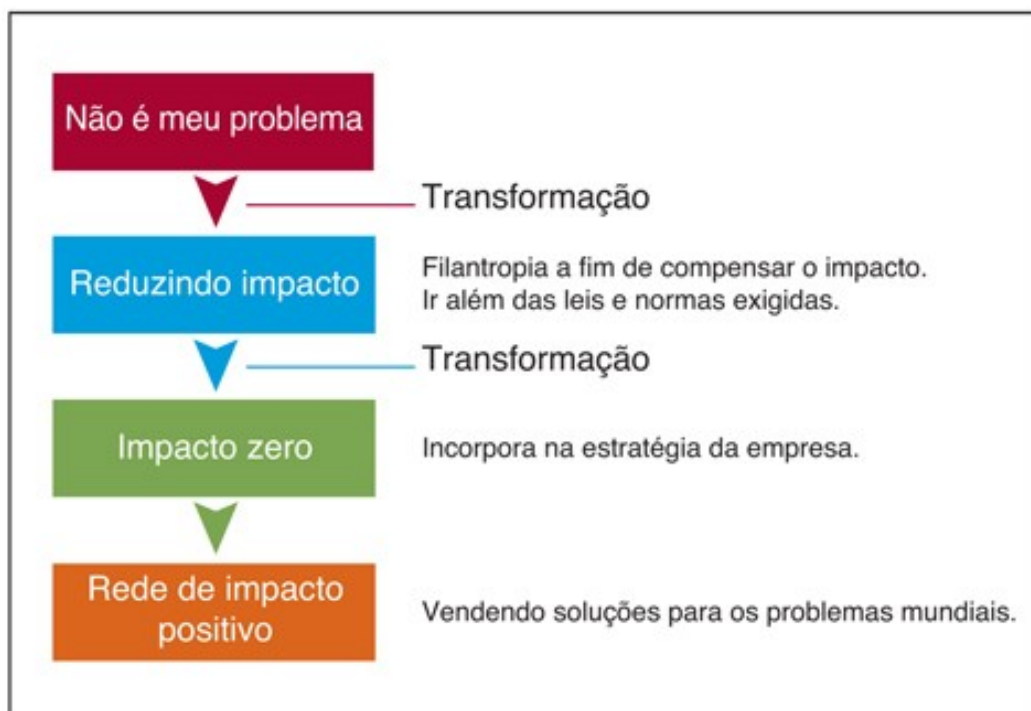 Não é meu problema
Transformação
Reduzindo impacto
Filantropia a fim de compensar o impacto.
Ir além das leis e normas exigidas.
Transformação
Impacto zero
Incorpora na estratégia da empresa.
Rede de impacto
positivo
Vendendo soluções para os problemas mundiais.